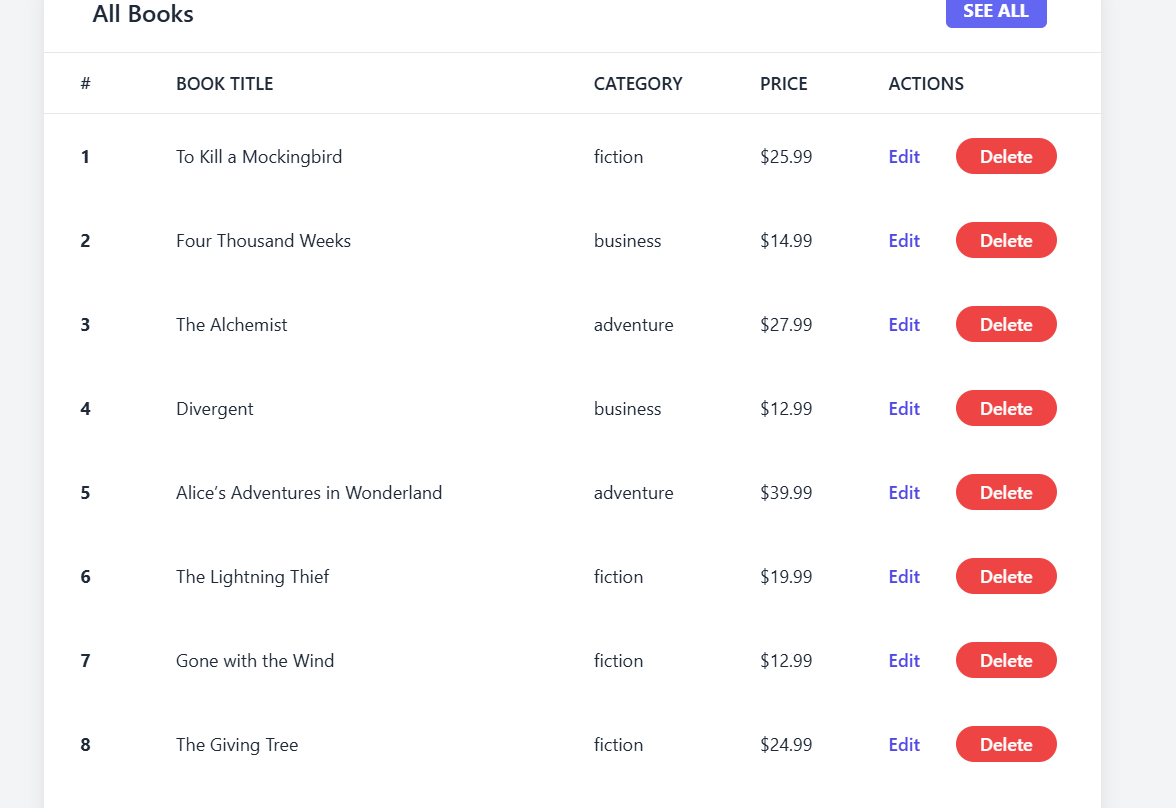 All Books SEE ALL
# BOOK TITLE CATEGORY PRICE ACTIONS
1 To Kill a Mockingbird fiction $25.99 Edit Delete
2 Four Thousand Weeks business $14.99 Edit Delete
3 The Alchemist adventure $27.99 Edit Delete
4 Divergent business $12.99 Edit Delete
5 Alice’s Adventures in Wonderland adventure $39.99 Edit Delete
6 The Lightning Thief fiction $19.99 Edit Delete
7 Gone with the Wind fiction $12.99 Edit Delete
8 The Giving Tree fiction $24.99 Edit Delete